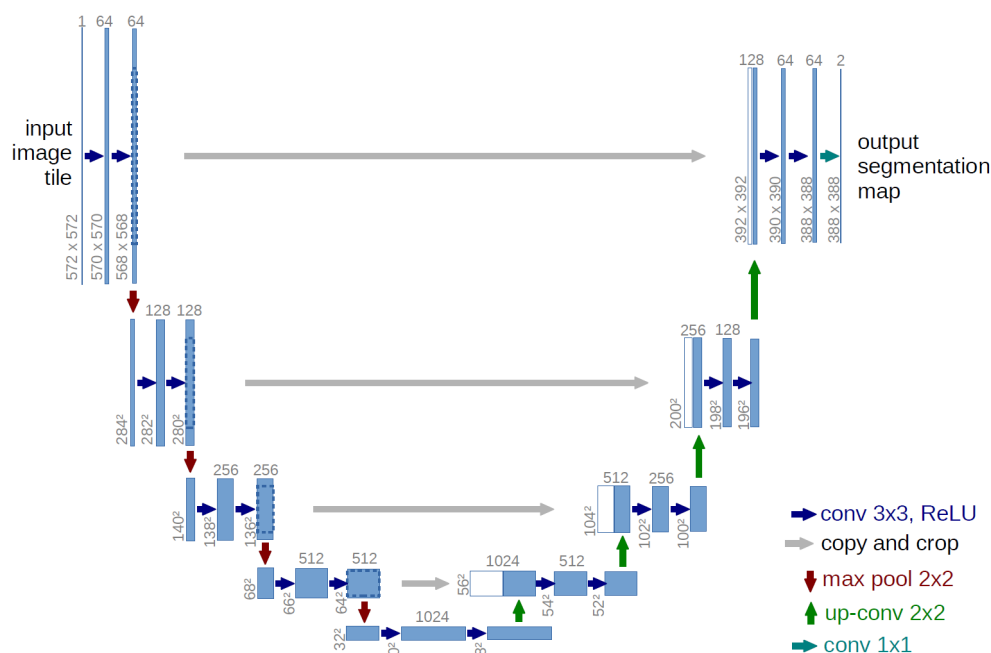 1 64 64
input
image
tile
572 x 572
570 x 570
568 x 568
128 64 64 2
392 x 392
390 x 390
388 x 388
388 x 388
output
segmentation
map
128 128
284²
282²
280²
256 128
200²
198²
196²
256 256
140²
138²
136²
512 256
104²
102²
100²
512 512
68²
66²
64²
1024 512
56²
54²
52²
1024
32²
conv 3x3, ReLU
copy and crop
max pool 2x2
up-conv 2x2
conv 1x1